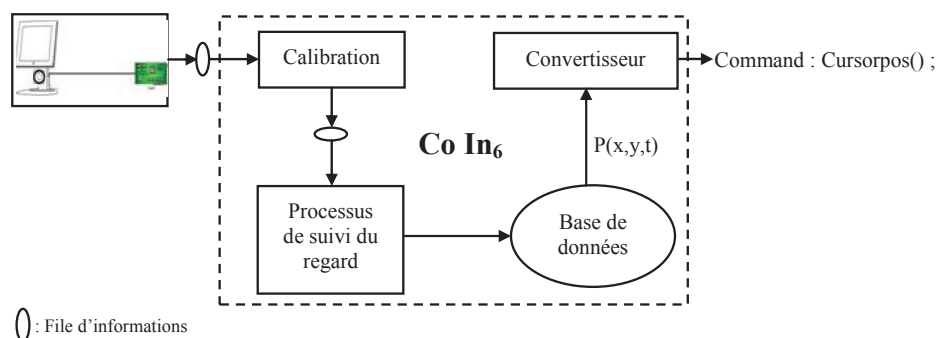 Calibration
Convertisseur
Command : Cursorpos() ;
Co In₆
P(x,y,t)
Processus
de suivi du
regard
Base de
données
: File d'informations